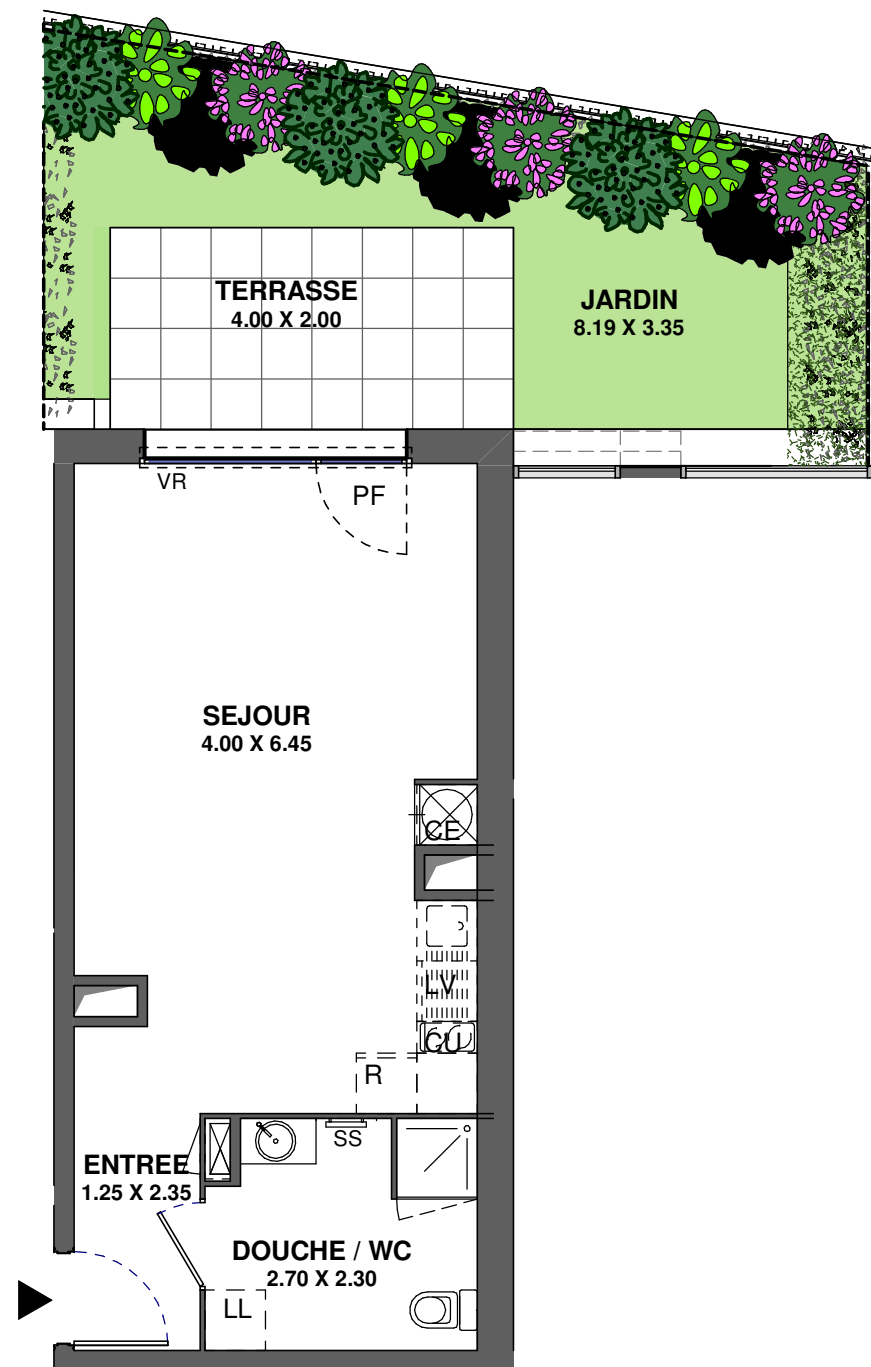 TERRASSE
4.00 X 2.00
JARDIN
8.19 X 3.35
VR
PF
SEJOUR
4.00 X 6.45
CE
LV
CU
R
SS
ENTREE
1.25 X 2.35
DOUCHE / WC
2.70 X 2.30
LL